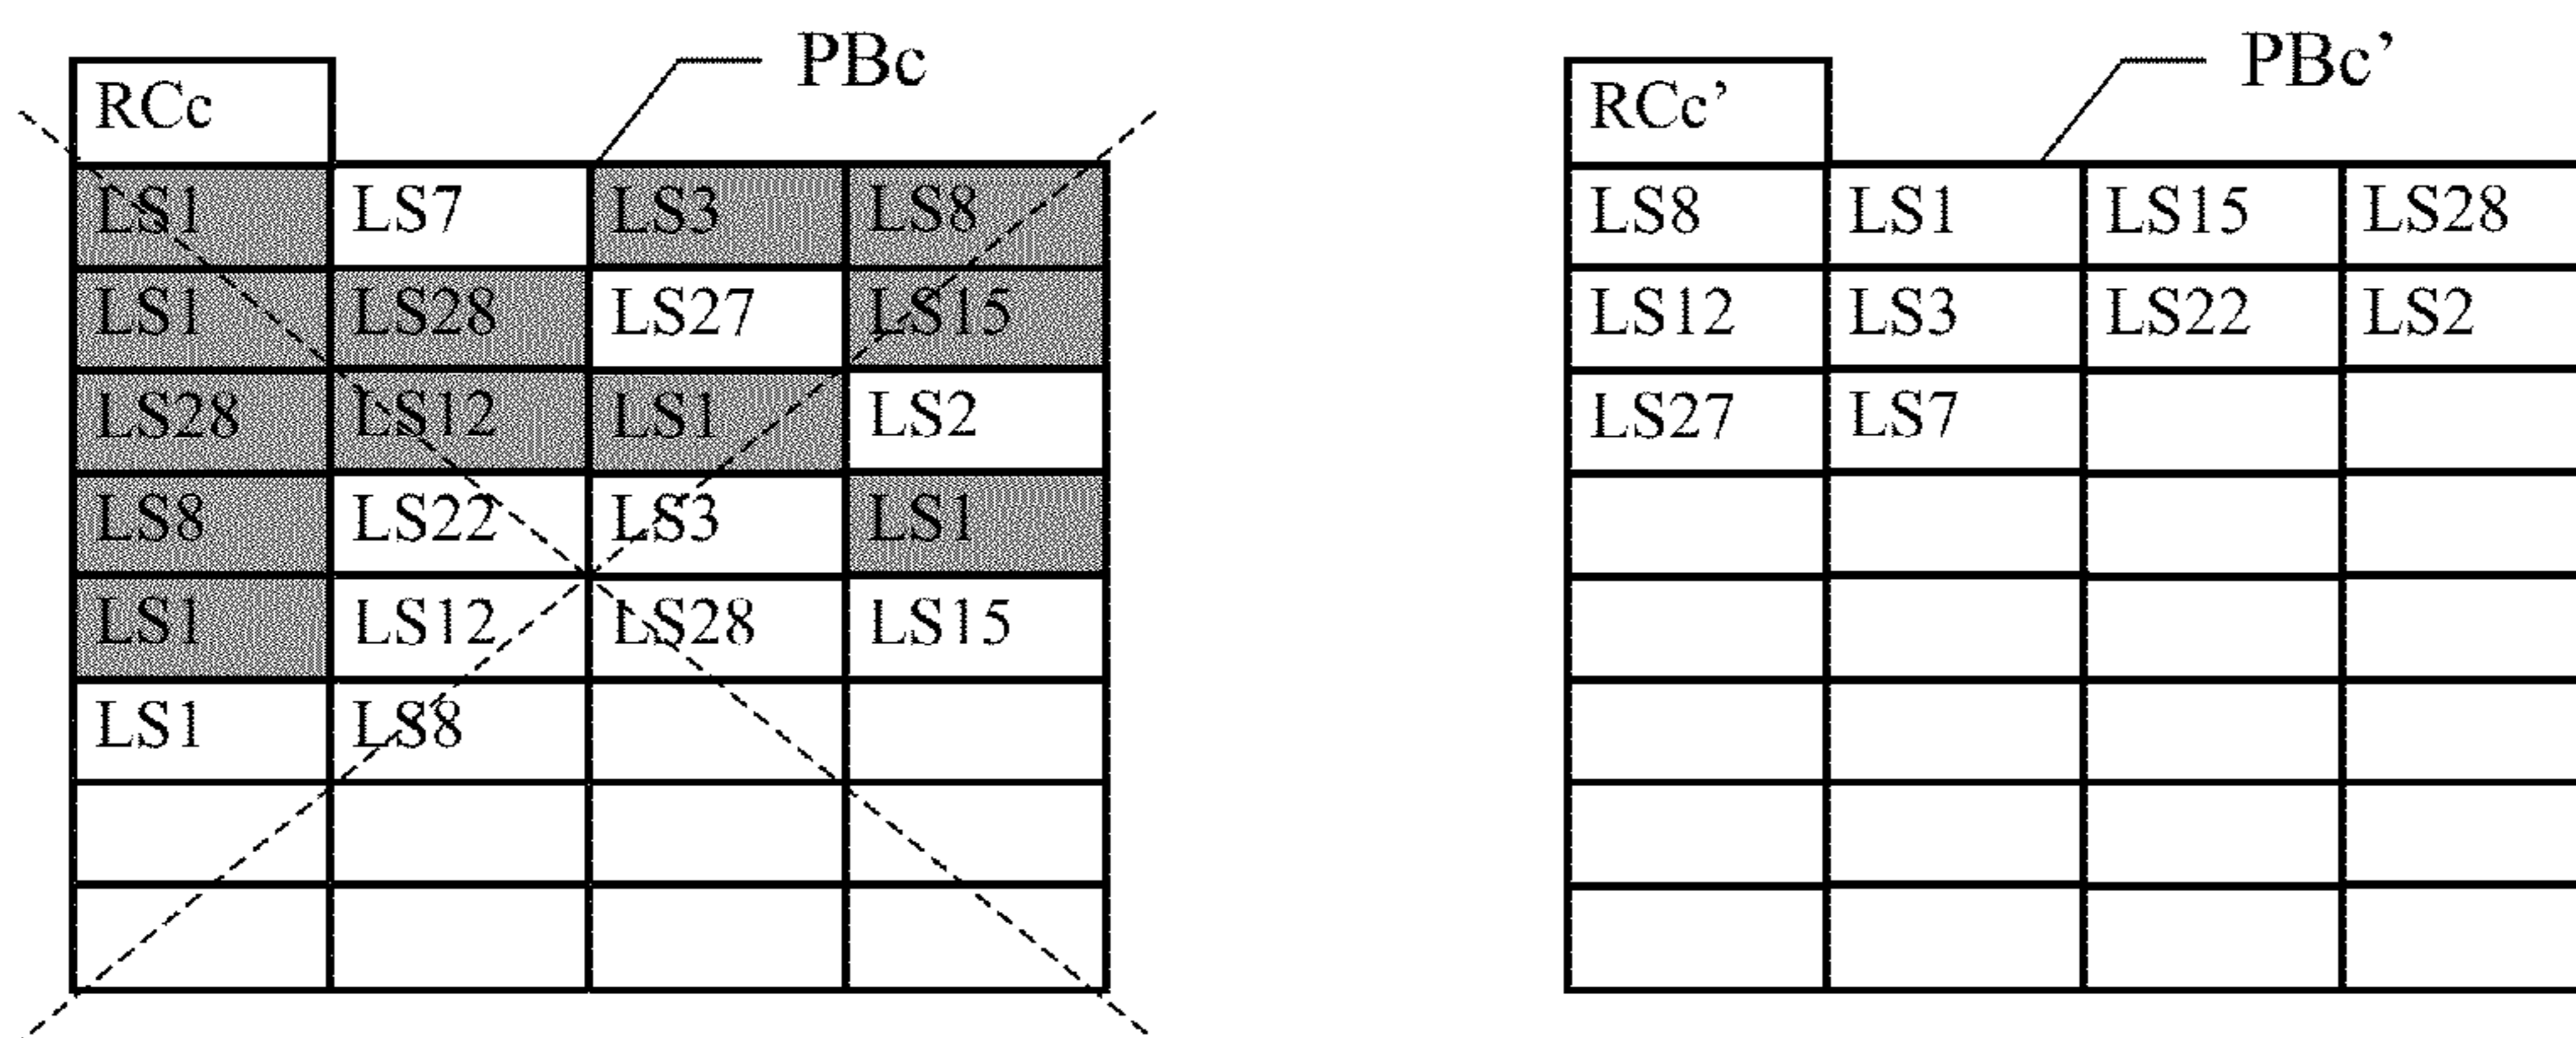 PBc
RCc
LS1 LS7 LS3 LS8
LS1 LS28 LS27 LS15
LS28 LS12 LS1 LS2
LS8 LS22 LS3 LS1
LS1 LS12 LS28 LS15
LS1 LS8
PBc’
RCc’
LS8 LS1 LS15 LS28
LS12 LS3 LS22 LS2
LS27 LS7